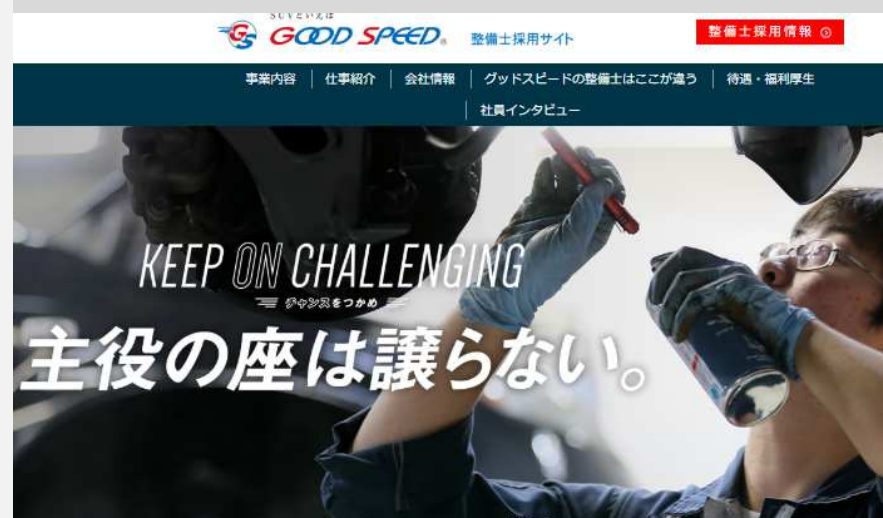 SUVといえば
GS GOOD SPEED® 整備士採用サイト
整備士採用情報
事業内容 仕事紹介 会社情報 グッドスピードの整備士はここが違う 待遇・福利厚生
社員インタビュー
KEEP ON CHALLENGING
チャンスをつかめ
主役の座は譲らない。